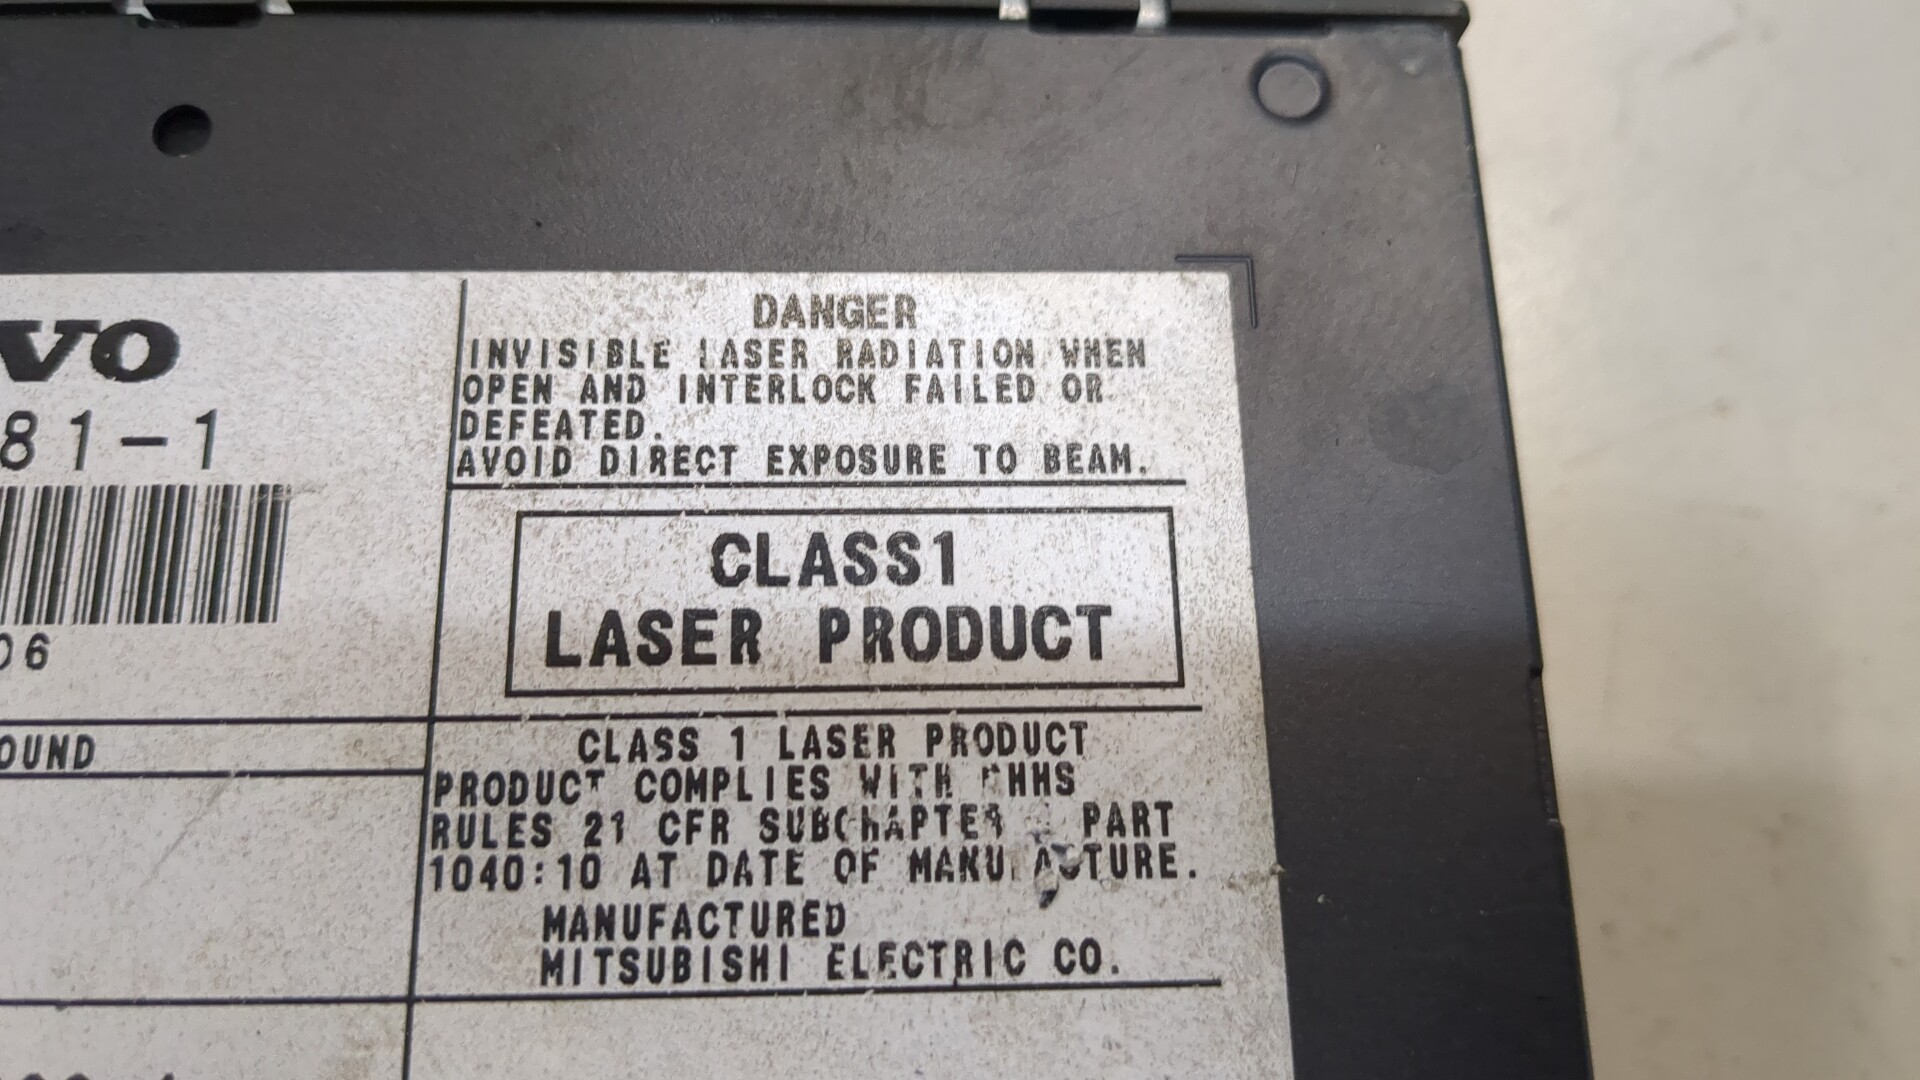 VO
81-1
06
OUND
DANGER
INVISIBLE LASER RADIATION WHEN
OPEN AND INTERLOCK FAILED OR
DEFEATED.
AVOID DIRECT EXPOSURE TO BEAM.
CLASS1
LASER PRODUCT
CLASS 1 LASER PRODUCT
PRODUCT COMPLIES WITH HHS
RULES 21 CFR SUBCHAPTER PART
1040:10 AT DATE OF MANUFACTURE.
MANUFACTURED
MITSUBISHI ELECTRIC CO.